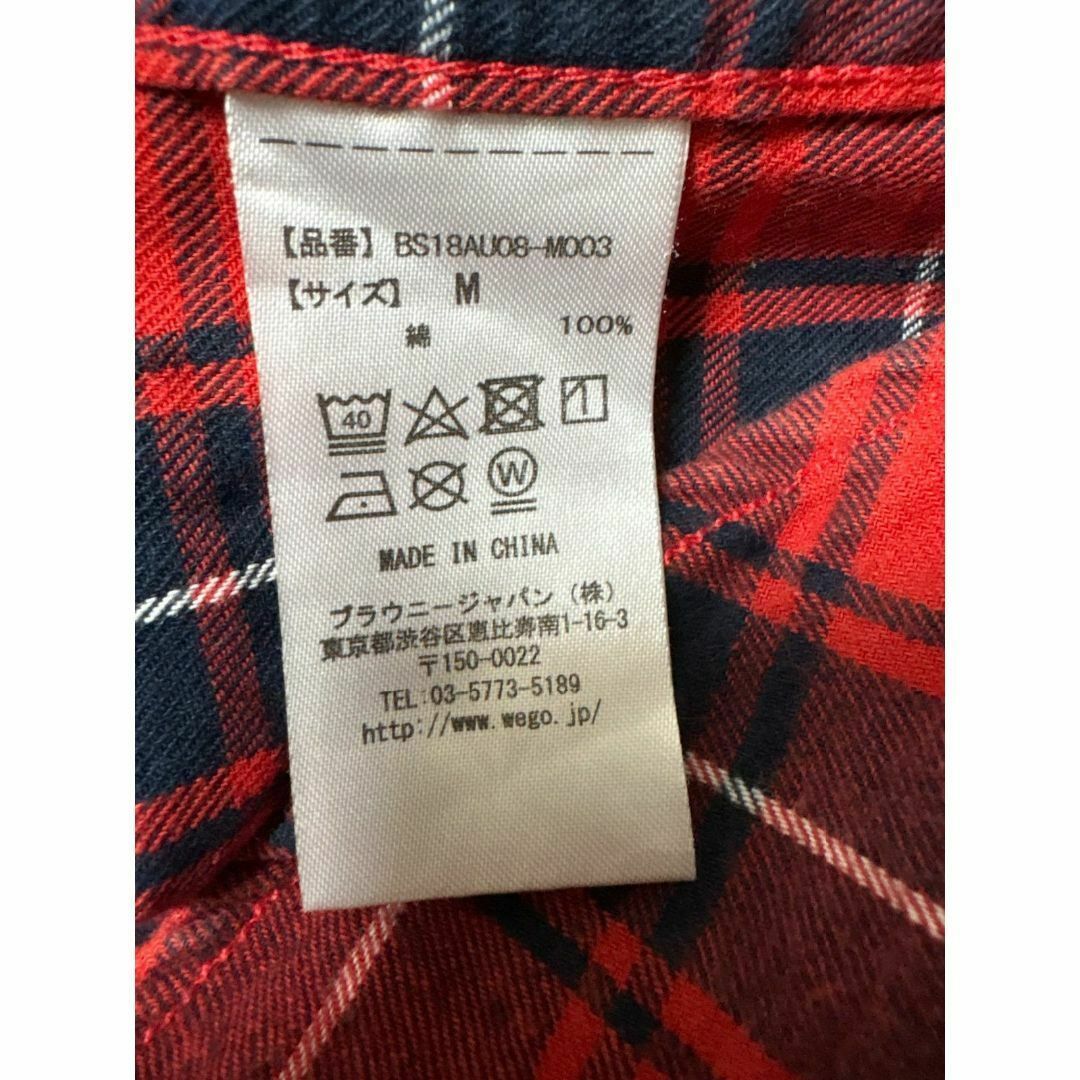 【品番】 BS18AU08-M003
【サイズ】 M
綿 100%
40
W
MADE IN CHINA
ブラウニージャパン（株）
東京都渋谷区恵比寿南1-16-3
〒150-0022
TEL:03-5773-5189
http://www.wego.jp/